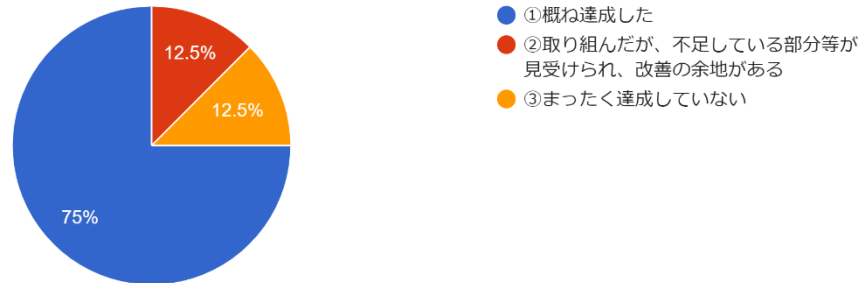 12.5%
12.5%
75%
①概ね達成した
②取り組んだが、不足している部分等が
見受けられ、改善の余地がある
③まったく達成していない